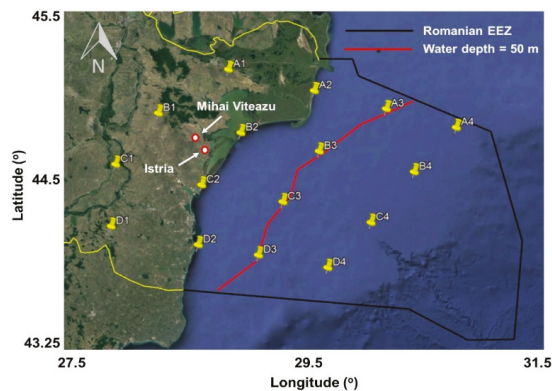 45.5
Romanian EEZ
Water depth = 50 m
N
A1
A2
A3
A4
B1
Mihai Viteazu
B2
B3
B4
Istria
C1
C2
C3
C4
D1
D2
D3
D4
44.5
43.25
Latitude (º)
27.5
29.5
31.5
Longitude (º)